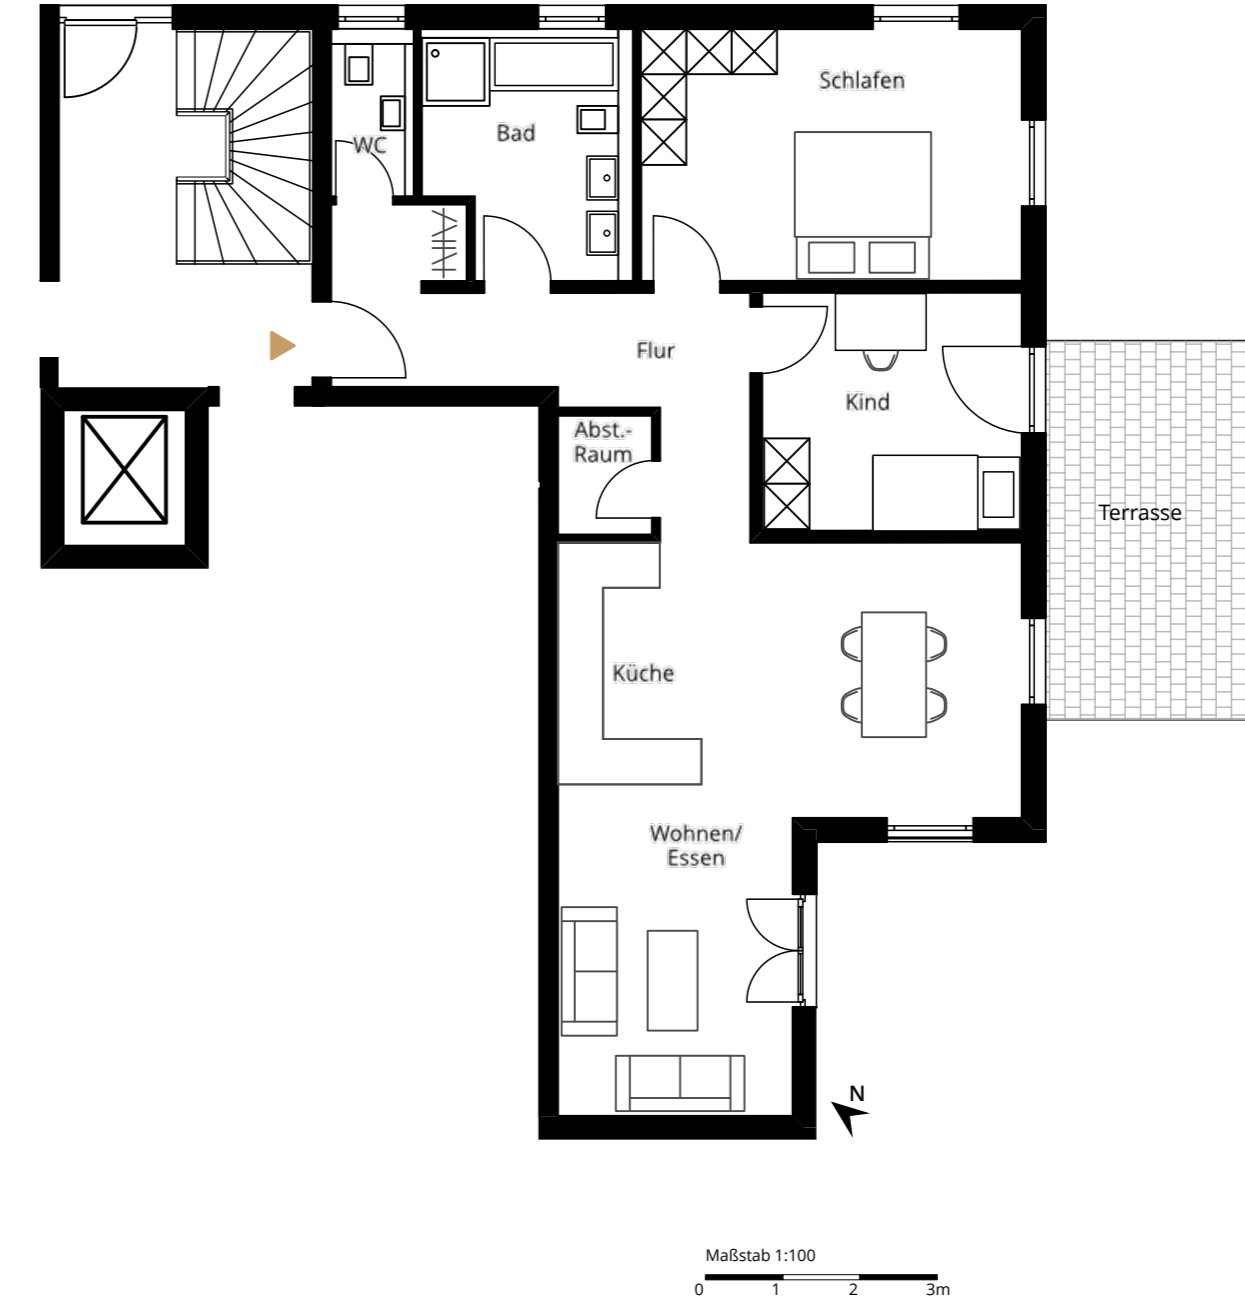 Schlafen
Bad
WC
Flur
Kind
Abst.-
Raum
Terrasse
Küche
Wohnen/
Essen
N
Maßstab 1:100
0 1 2 3m